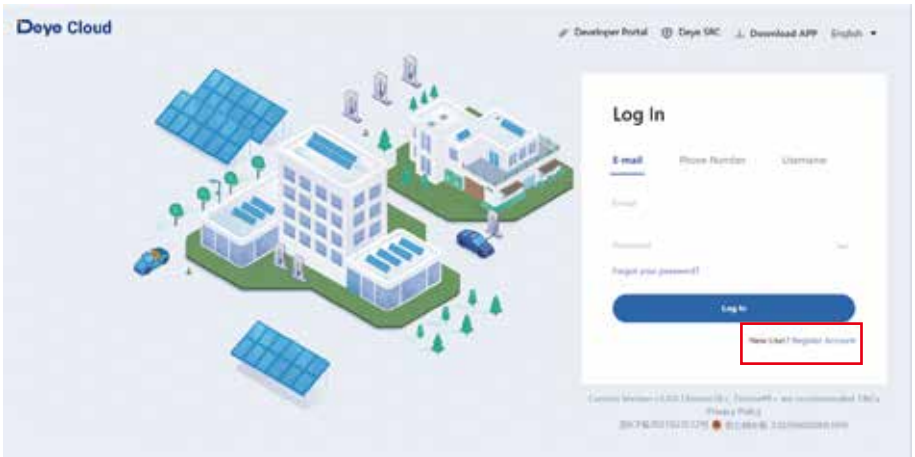 Deye Cloud
Developer Portal Deye SRC Download APP English
Log In
E-mail Phone Number Username
E-mail
Password
Forgot your password?
Log In
New User? Register Account
Privacy Policy